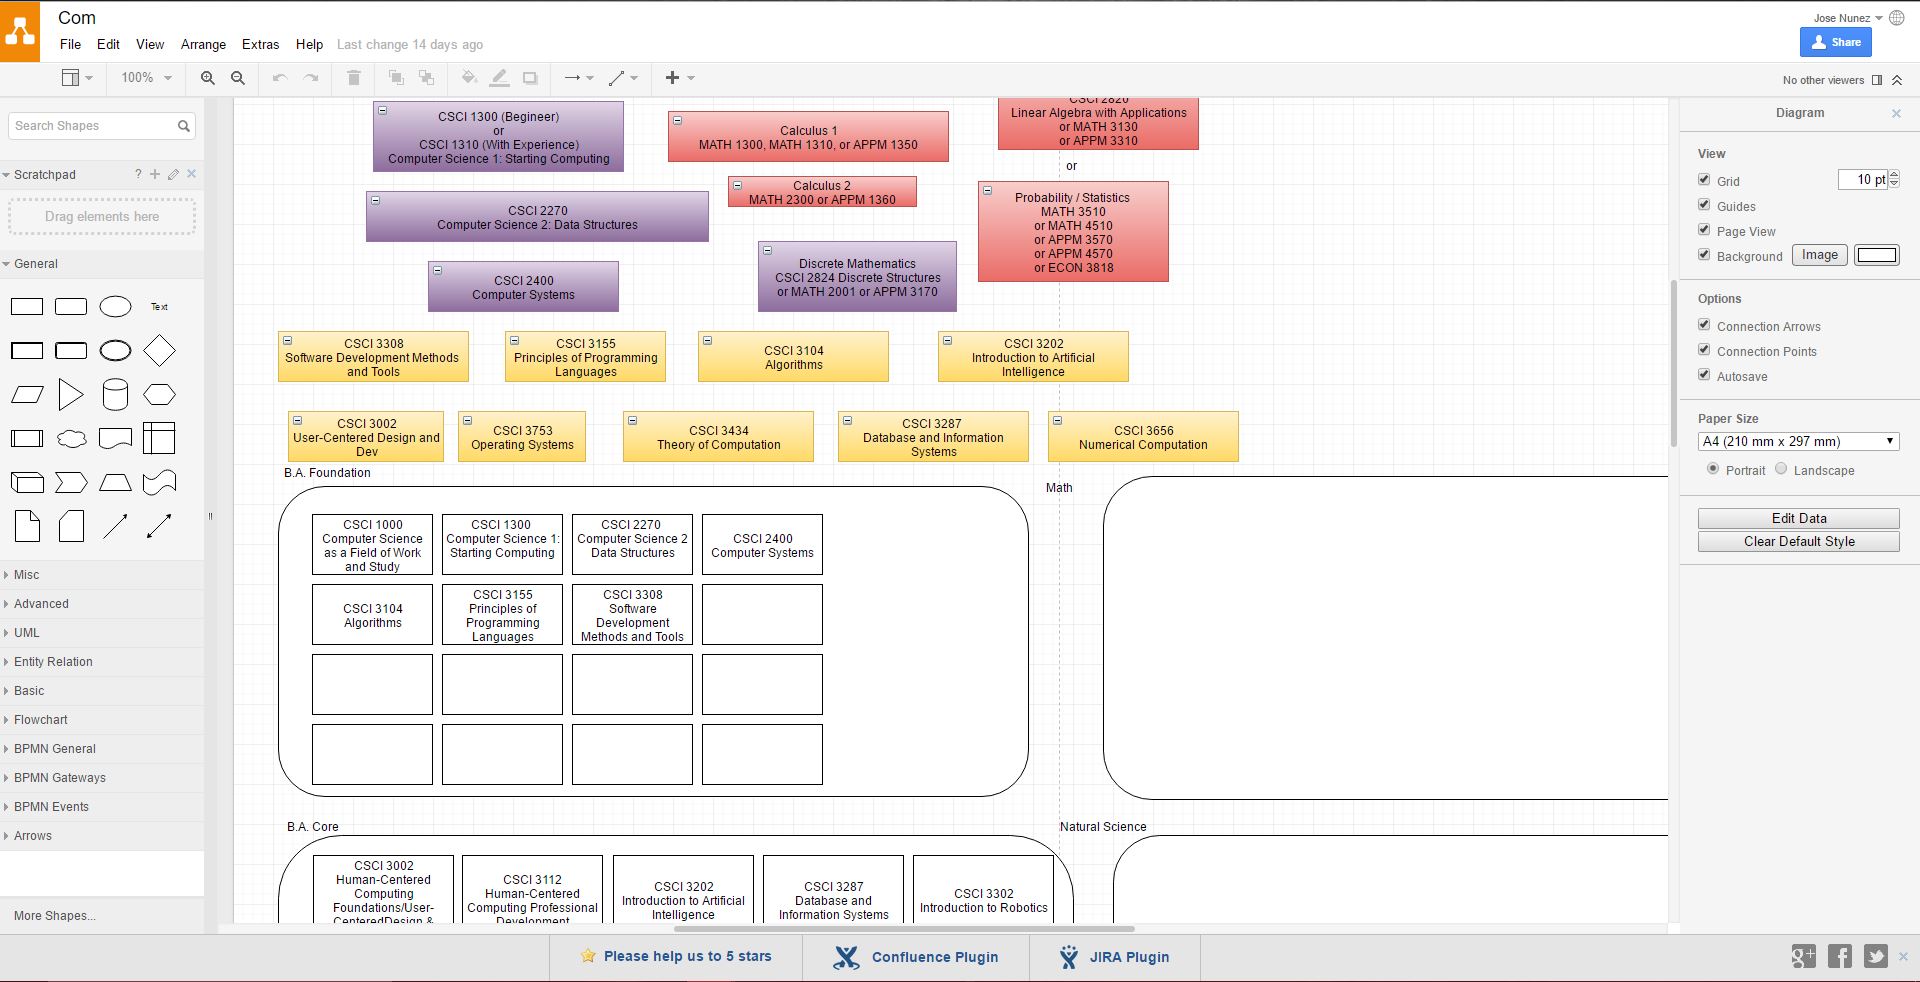 Com
Jose Nunez
File Edit View Arrange Extras Help Last change 14 days ago
Share
100%
No other viewers
Search Shapes
Scratchpad
?
Drag elements here
General
Text
Misc
Advanced
UML
Entity Relation
Basic
Flowchart
BPMN General
BPMN Gateways
BPMN Events
Arrows
More Shapes...
CSCI 1300 (Begineer)
or
CSCI 1310 (With Experience)
Computer Science 1: Starting Computing
Calculus 1
MATH 1300, MATH 1310, or APPM 1350
CSCI 2820
Linear Algebra with Applications
or MATH 3130
or APPM 3310
or
CSCI 2270
Computer Science 2: Data Structures
Calculus 2
MATH 2300 or APPM 1360
Probability / Statistics
MATH 3510
or MATH 4510
or APPM 3570
or APPM 4570
or ECON 3818
CSCI 2400
Computer Systems
Discrete Mathematics
CSCI 2824 Discrete Structures
or MATH 2001 or APPM 3170
CSCI 3308
Software Development Methods
and Tools
CSCI 3155
Principles of Programming
Languages
CSCI 3104
Algorithms
CSCI 3202
Introduction to Artificial
Intelligence
CSCI 3002
User-Centered Design and
Dev
CSCI 3753
Operating Systems
CSCI 3434
Theory of Computation
CSCI 3287
Database and Information
Systems
CSCI 3656
Numerical Computation
B.A. Foundation
Math
CSCI 1000
Computer Science
as a Field of Work
and Study
CSCI 1300
Computer Science 1:
Starting Computing
CSCI 2270
Computer Science 2
Data Structures
CSCI 2400
Computer Systems
CSCI 3104
Algorithms
CSCI 3155
Principles of
Programming
Languages
CSCI 3308
Software
Development
Methods and Tools
B.A. Core
Natural Science
CSCI 3002
Human-Centered
Computing
Foundations/User-
CenteredDesign &
CSCI 3112
Human-Centered
Computing Professional
Development
CSCI 3202
Introduction to Artificial
Intelligence
CSCI 3287
Database and
Information Systems
CSCI 3302
Introduction to Robotics
Diagram
View
Grid 10 pt
Guides
Page View
Background Image
Options
Connection Arrows
Connection Points
Autosave
Paper Size
A4 (210 mm x 297 mm)
Portrait Landscape
Edit Data
Clear Default Style
Please help us to 5 stars
Confluence Plugin
JIRA Plugin
g+